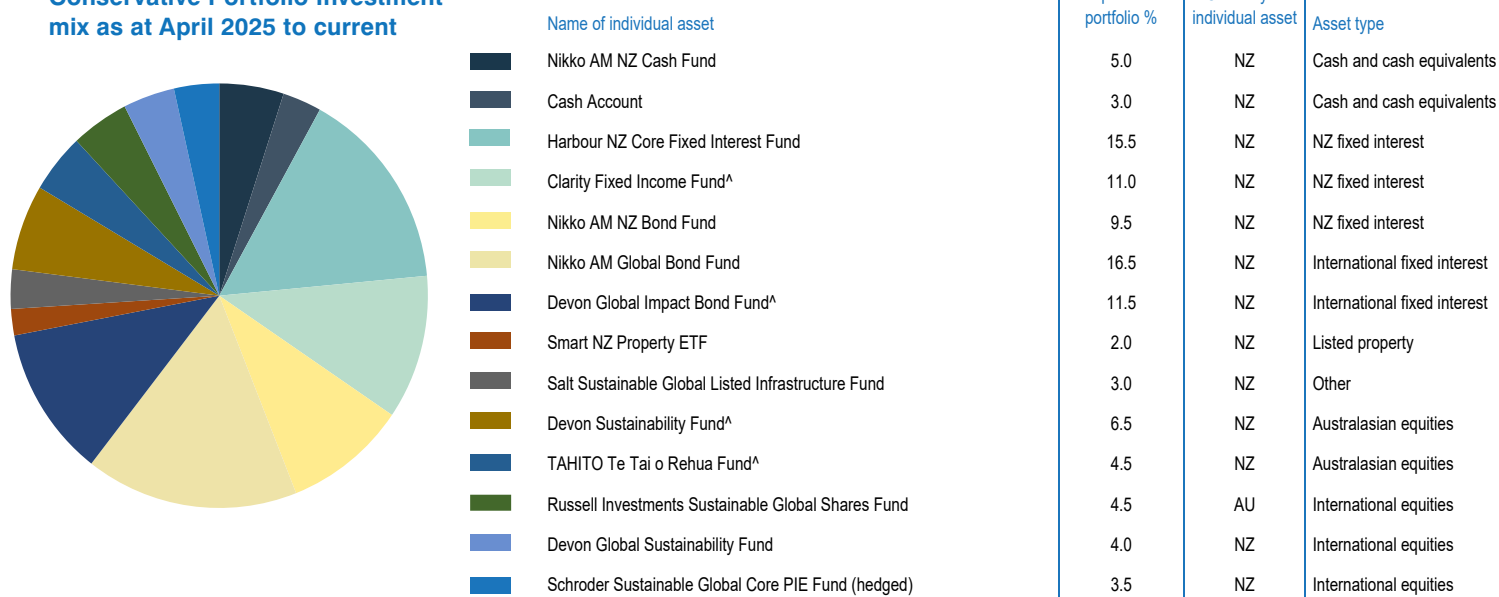 Conservative Portfolio investment
mix as at April 2025 to current
Name of individual asset portfolio % individual asset Asset type
Nikko AM NZ Cash Fund 5.0 NZ Cash and cash equivalents
Cash Account 3.0 NZ Cash and cash equivalents
Harbour NZ Core Fixed Interest Fund 15.5 NZ NZ fixed interest
Clarity Fixed Income Fund^ 11.0 NZ NZ fixed interest
Nikko AM NZ Bond Fund 9.5 NZ NZ fixed interest
Nikko AM Global Bond Fund 16.5 NZ International fixed interest
Devon Global Impact Bond Fund^ 11.5 NZ International fixed interest
Smart NZ Property ETF 2.0 NZ Listed property
Salt Sustainable Global Listed Infrastructure Fund 3.0 NZ Other
Devon Sustainability Fund^ 6.5 NZ Australasian equities
TAHITO Te Tai o Rehua Fund^ 4.5 NZ Australasian equities
Russell Investments Sustainable Global Shares Fund 4.5 AU International equities
Devon Global Sustainability Fund 4.0 NZ International equities
Schroder Sustainable Global Core PIE Fund (hedged) 3.5 NZ International equities